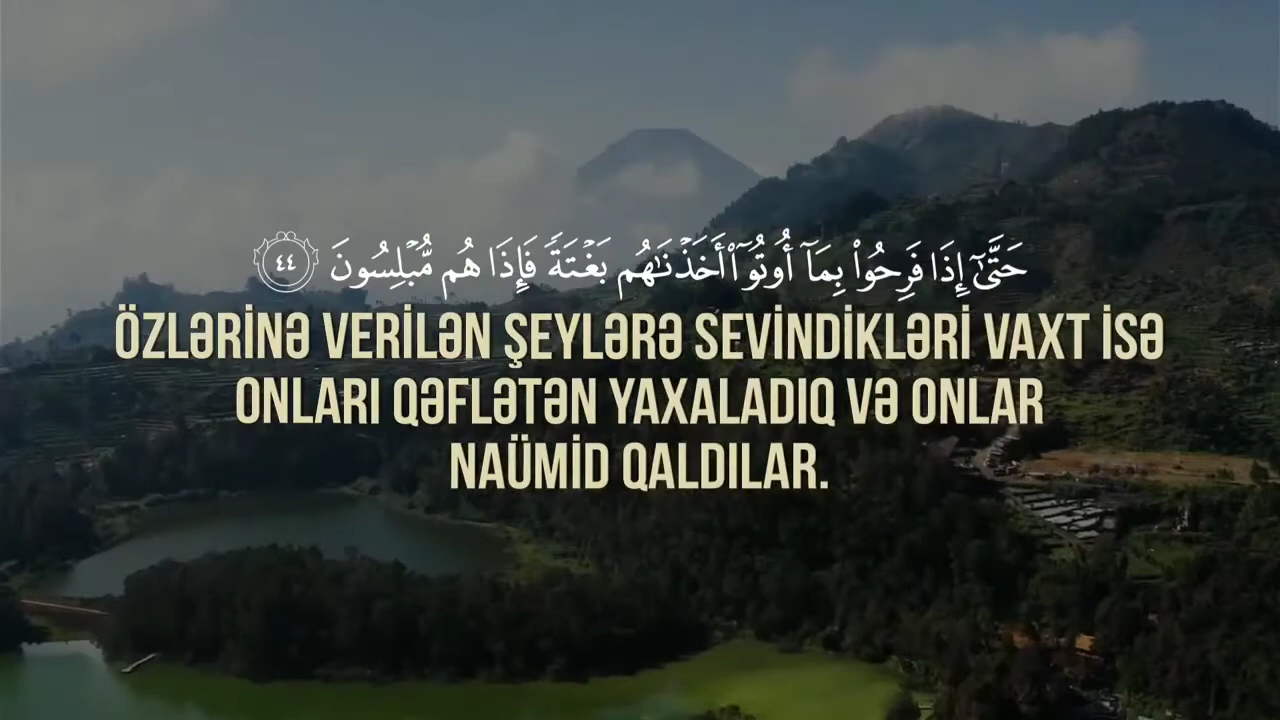 حَتَّىٰٓ إِذَا فَرِحُوا۟ بِمَآ أُوتُوٓا۟ أَخَذْنَـٰهُم بَغْتَةً فَإِذَا هُم مُّبْلِسُونَ ٤٤
ÖZLƏRİNƏ VERİLƏN ŞEYLƏRƏ SEVİNDİKLƏRİ VAXT İSƏ
ONLARI QƏFLƏTƏN YAXALADIQ VƏ ONLAR
NAÜMİD QALDILAR.